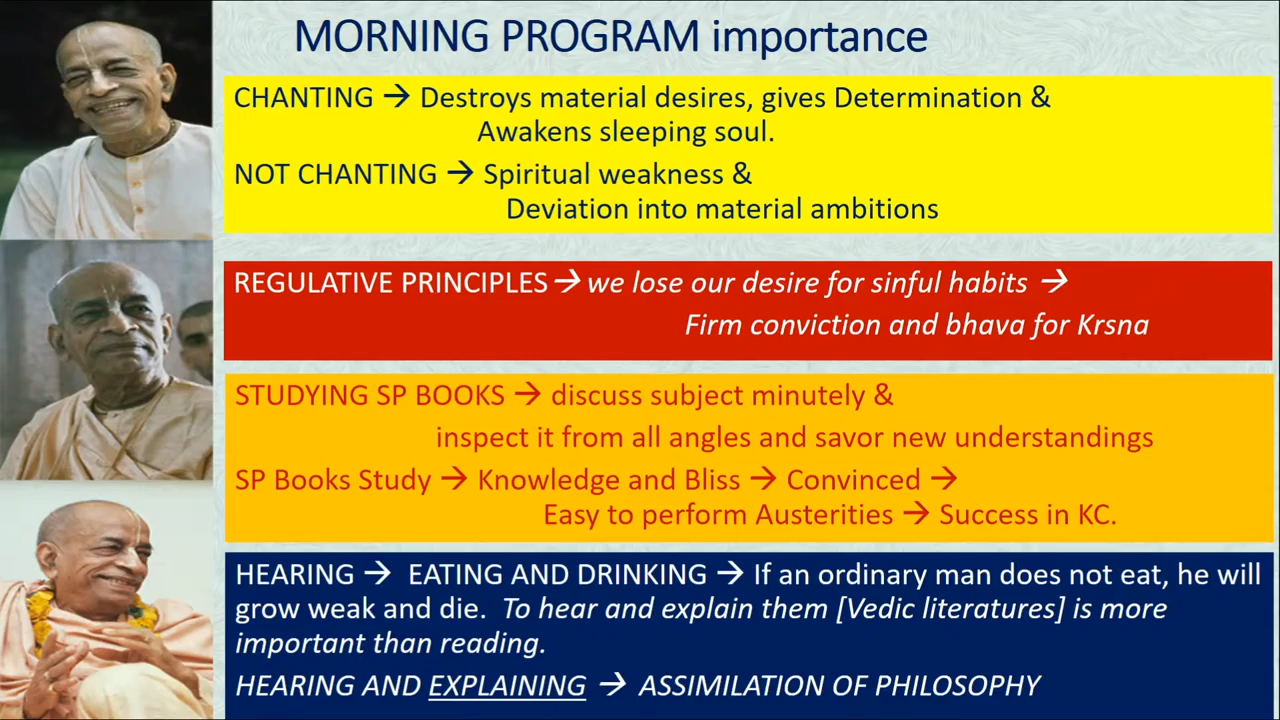 MORNING PROGRAM importance
CHANTING → Destroys material desires, gives Determination &
Awakens sleeping soul.
NOT CHANTING → Spiritual weakness &
Deviation into material ambitions
REGULATIVE PRINCIPLES → we lose our desire for sinful habits →
Firm conviction and bhava for Krsna
STUDYING SP BOOKS → discuss subject minutely &
inspect it from all angles and savor new understandings
SP Books Study → Knowledge and Bliss → Convinced →
Easy to perform Austerities → Success in KC.
HEARING → EATING AND DRINKING → If an ordinary man does not eat, he will
grow weak and die. To hear and explain them [Vedic literatures] is more
important than reading.
HEARING AND EXPLAINING → ASSIMILATION OF PHILOSOPHY